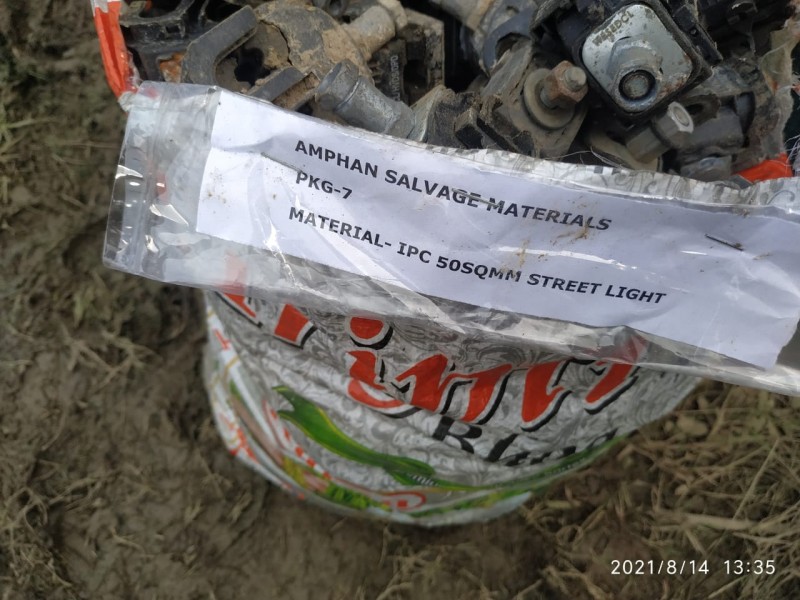 AMPHAN SALVAGE MATERIALS
PKG-7
MATERIAL- IPC 50SQMM STREET LIGHT
2021/8/14 13:35